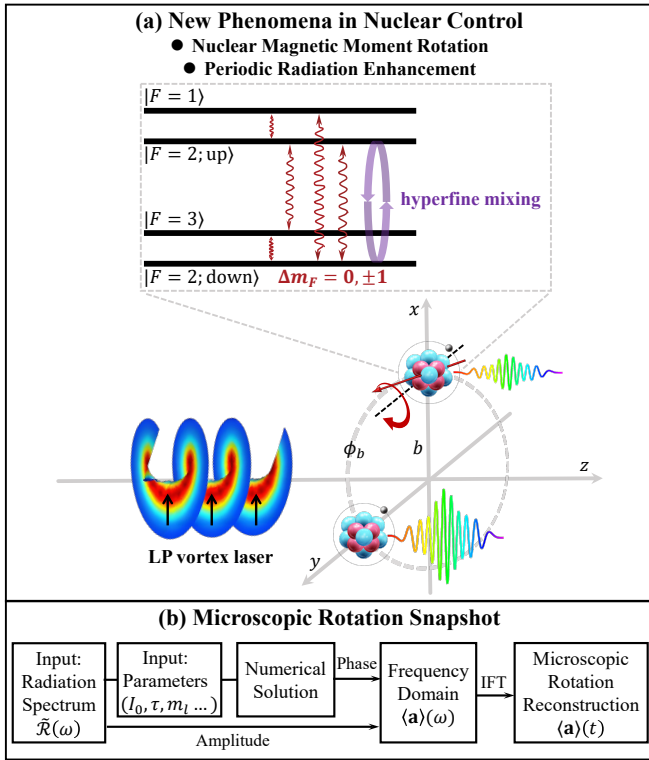 (a) New Phenomena in Nuclear Control
● Nuclear Magnetic Moment Rotation
● Periodic Radiation Enhancement
|F = 1⟩
|F = 2; up⟩
hyperfine mixing
|F = 3⟩
|F = 2; down⟩ Δm_F = 0, ±1
x
ϕ_b
b
z
LP vortex laser
y
(b) Microscopic Rotation Snapshot
Input:
Radiation
Spectrum
R̃(ω)
Input:
Parameters
(I₀, τ, m_l ...)
Numerical
Solution
Phase
Amplitude
Frequency
Domain
⟨a⟩(ω)
IFT
Microscopic
Rotation
Reconstruction
⟨a⟩(t)